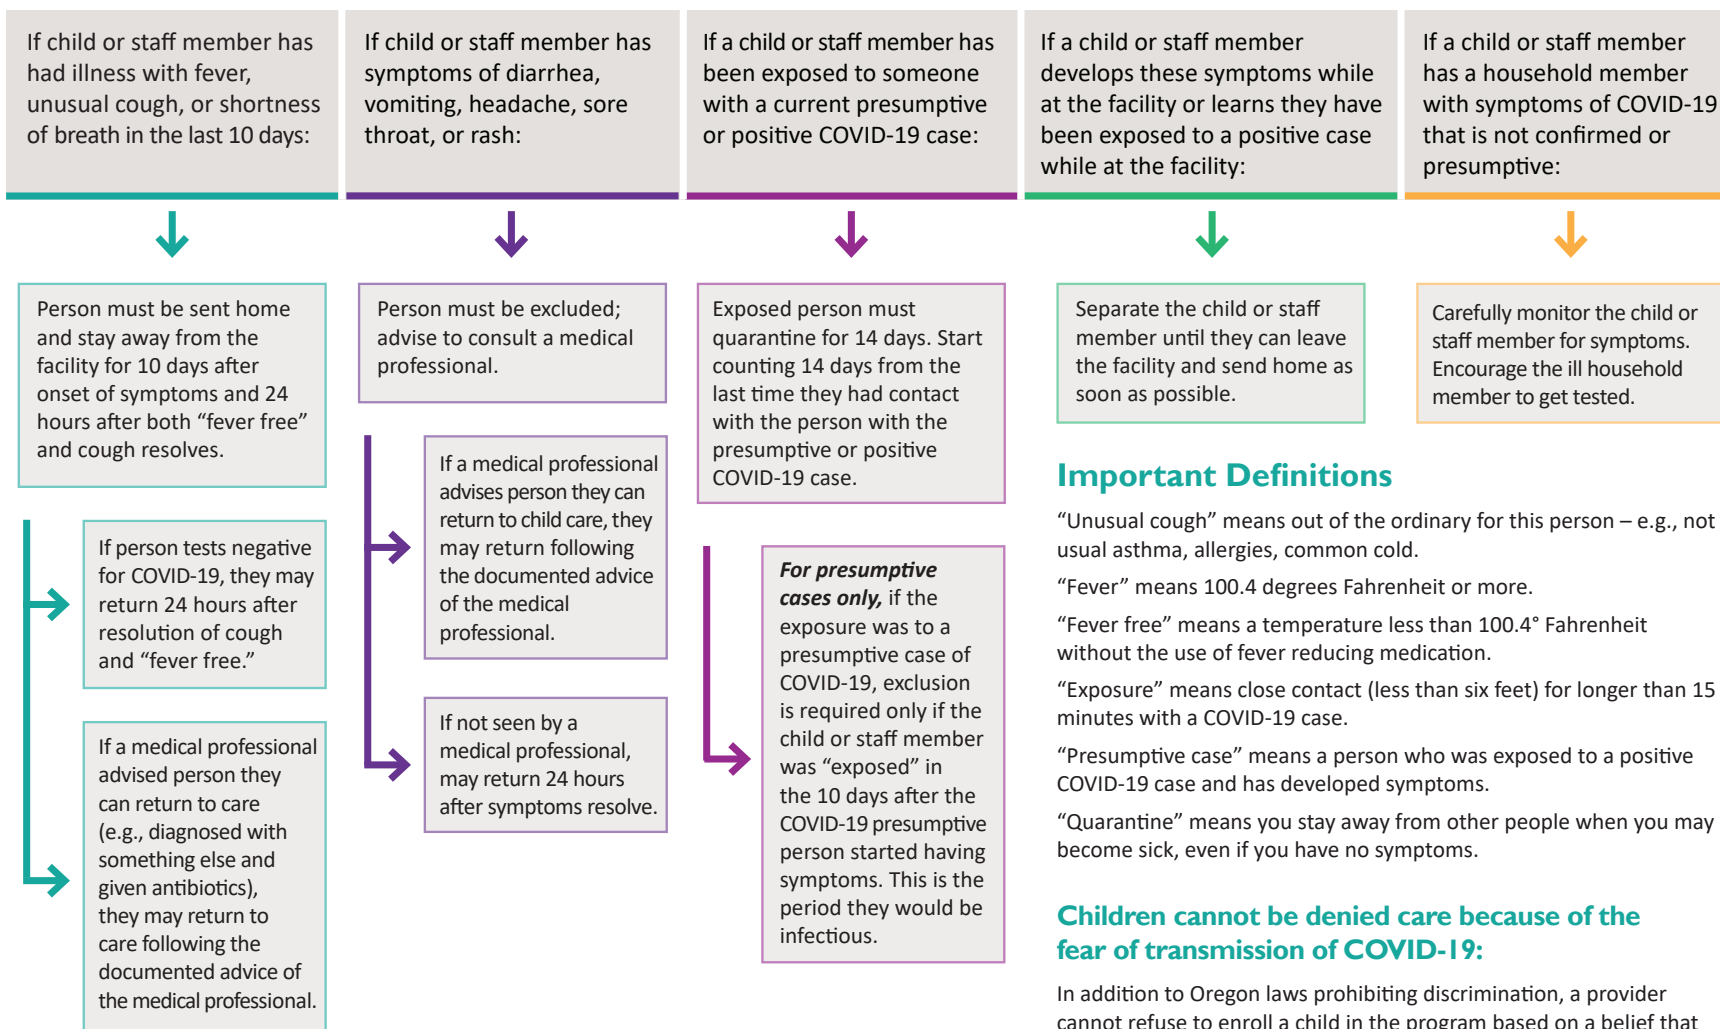 If child or staff member has
had illness with fever,
unusual cough, or shortness
of breath in the last 10 days:
If child or staff member has
symptoms of diarrhea,
vomiting, headache, sore
throat, or rash:
If a child or staff member has
been exposed to someone
with a current presumptive
or positive COVID-19 case:
If a child or staff member
develops these symptoms while
at the facility or learns they have
been exposed to a positive case
while at the facility:
If a child or staff member
has a household member
with symptoms of COVID-19
that is not confirmed or
presumptive:
Person must be sent home
and stay away from the
facility for 10 days after
onset of symptoms and 24
hours after both “fever free”
and cough resolves.
If person tests negative
for COVID-19, they may
return 24 hours after
resolution of cough
and “fever free.”
If a medical professional
advised person they
can return to care
(e.g., diagnosed with
something else and
given antibiotics),
they may return to
care following the
documented advice of
the medical professional.
Person must be excluded;
advise to consult a medical
professional.
If a medical professional
advises person they can
return to child care, they
may return following
the documented advice
of the medical
professional.
If not seen by a
medical professional,
may return 24 hours
after symptoms resolve.
Exposed person must
quarantine for 14 days. Start
counting 14 days from the
last time they had contact
with the person with the
presumptive or positive
COVID-19 case.
For presumptive
cases only, if the
exposure was to a
presumptive case of
COVID-19, exclusion
is required only if the
child or staff member
was “exposed” in
the 10 days after the
COVID-19 presumptive
person started having
symptoms. This is the
period they would be
infectious.
Separate the child or staff
member until they can leave
the facility and send home as
soon as possible.
Carefully monitor the child or
staff member for symptoms.
Encourage the ill household
member to get tested.
Important Definitions
“Unusual cough” means out of the ordinary for this person – e.g., not
usual asthma, allergies, common cold.
“Fever” means 100.4 degrees Fahrenheit or more.
“Fever free” means a temperature less than 100.4° Fahrenheit
without the use of fever reducing medication.
“Exposure” means close contact (less than six feet) for longer than 15
minutes with a COVID-19 case.
“Presumptive case” means a person who was exposed to a positive
COVID-19 case and has developed symptoms.
“Quarantine” means you stay away from other people when you may
become sick, even if you have no symptoms.
Children cannot be denied care because of the
fear of transmission of COVID-19:
In addition to Oregon laws prohibiting discrimination, a provider
cannot refuse to enroll a child in the program based on a belief that